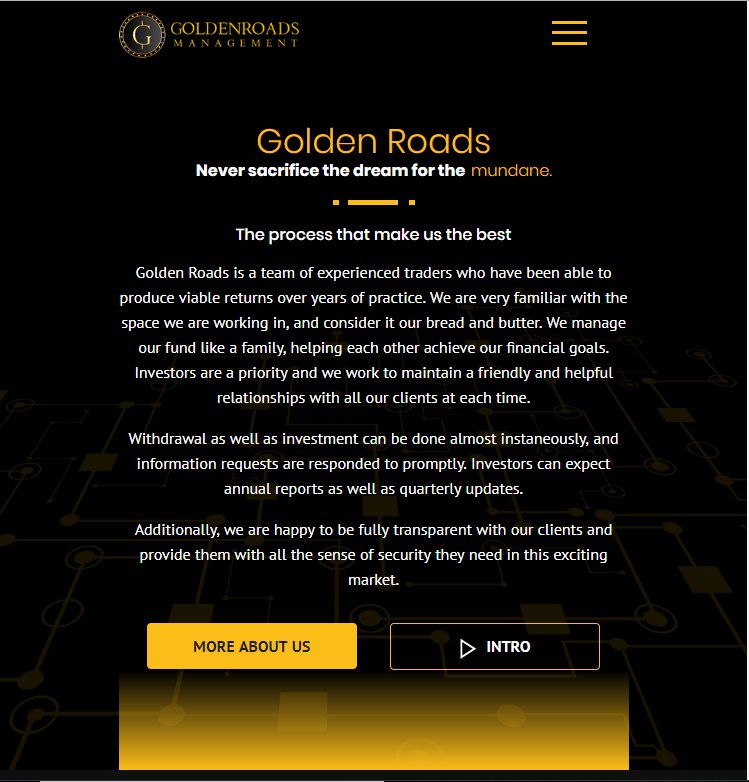 G
GOLDENROADS
MANAGEMENT
Golden Roads
Never sacrifice the dream for the mundane.
The process that make us the best
Golden Roads is a team of experienced traders who have been able to
produce viable returns over years of practice. We are very familiar with the
space we are working in, and consider it our bread and butter. We manage
our fund like a family, helping each other achieve our financial goals.
Investors are a priority and we work to maintain a friendly and helpful
relationships with all our clients at each time.
Withdrawal as well as investment can be done almost instaneously, and
information requests are responded to promptly. Investors can expect
annual reports as well as quarterly updates.
Additionally, we are happy to be fully transparent with our clients and
provide them with all the sense of security they need in this exciting
market.
MORE ABOUT US
INTRO